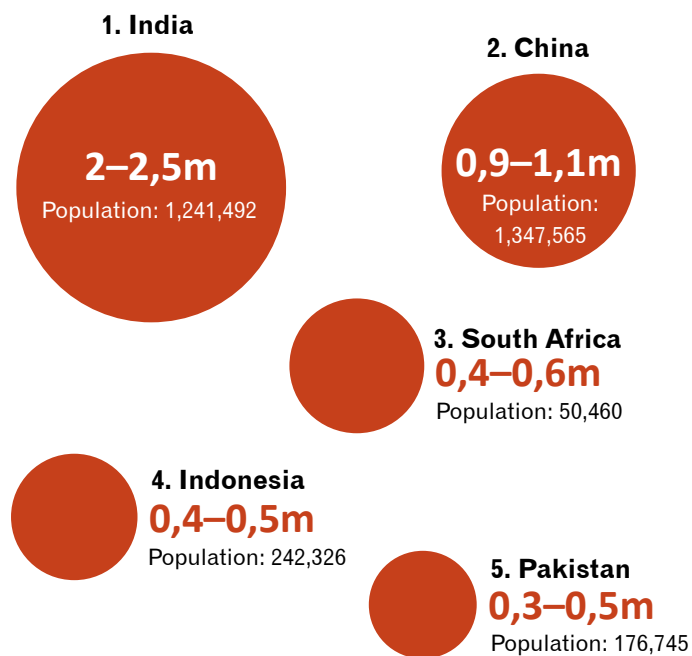 1. India
2–2,5m
Population: 1,241,492
2. China
0,9–1,1m
Population:
1,347,565
3. South Africa
0,4–0,6m
Population: 50,460
4. Indonesia
0,4–0,5m
Population: 242,326
5. Pakistan
0,3–0,5m
Population: 176,745